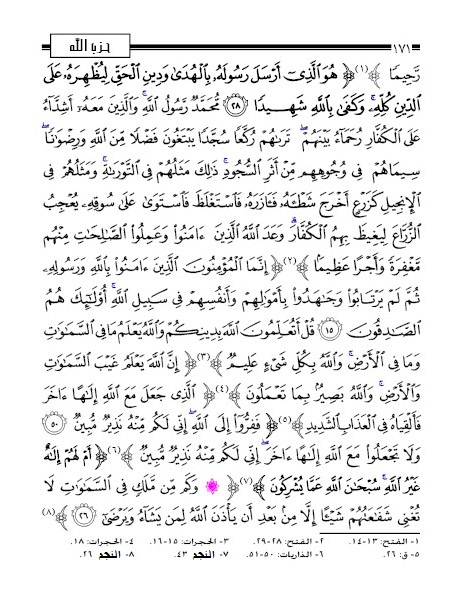 ١٧١ حزب الله
رَّحِيمًا ﴿١﴾ هُوَ الَّذِيٓ أَرْسَلَ رَسُولَهُۥ بِالْهُدَىٰ وَدِينِ الْحَقِّ لِيُظْهِرَهُۥ عَلَى
الدِّينِ كُلِّهِۦ ۚ وَكَفَىٰ بِاللَّهِ شَهِيدًا ﴿٢٨﴾ مُّحَمَّدٌ رَّسُولُ اللَّهِ ۚ وَالَّذِينَ مَعَهُۥٓ أَشِدَّآءُ
عَلَى الْكُفَّارِ رُحَمَآءُ بَيْنَهُمْ ۖ تَرَىٰهُمْ رُكَّعًا سُجَّدًا يَبْتَغُونَ فَضْلًا مِّنَ اللَّهِ وَرِضْوَٰنًا ۖ
سِيمَاهُمْ فِي وُجُوهِهِم مِّنْ أَثَرِ السُّجُودِ ۚ ذَٰلِكَ مَثَلُهُمْ فِي التَّوْرَىٰةِ ۚ وَمَثَلُهُمْ فِي
الْإِنجِيلِ كَزَرْعٍ أَخْرَجَ شَطْـَٔهُۥ فَـَٔازَرَهُۥ فَاسْتَغْلَظَ فَاسْتَوَىٰ عَلَىٰ سُوقِهِۦ يُعْجِبُ
الزُّرَّاعَ لِيَغِيظَ بِهِمُ الْكُفَّارَ ۗ وَعَدَ اللَّهُ الَّذِينَ ءَامَنُوا وَعَمِلُوا الصَّٰلِحَٰتِ مِنْهُم
مَّغْفِرَةً وَأَجْرًا عَظِيمًا ﴿٢﴾ إِنَّمَا الْمُؤْمِنُونَ الَّذِينَ ءَامَنُوا بِاللَّهِ وَرَسُولِهِۦ
ثُمَّ لَمْ يَرْتَابُوا وَجَٰهَدُوا بِأَمْوَٰلِهِمْ وَأَنفُسِهِمْ فِي سَبِيلِ اللَّهِ ۚ أُولَٰٓئِكَ هُمُ
الصَّٰدِقُونَ ﴿١٥﴾ قُلْ أَتُعَلِّمُونَ اللَّهَ بِدِينِكُمْ وَاللَّهُ يَعْلَمُ مَا فِي السَّمَٰوَٰتِ
وَمَا فِي الْأَرْضِ ۚ وَاللَّهُ بِكُلِّ شَيْءٍ عَلِيمٌ ﴿٣﴾ إِنَّ اللَّهَ يَعْلَمُ غَيْبَ السَّمَٰوَٰتِ
وَالْأَرْضِ ۚ وَاللَّهُ بَصِيرٌۢ بِمَا تَعْمَلُونَ ﴿٤﴾ الَّذِي جَعَلَ مَعَ اللَّهِ إِلَٰهًا ءَاخَرَ
فَأَلْقِيَاهُ فِي الْعَذَابِ الشَّدِيدِ ﴿٥﴾ فَفِرُّوٓا إِلَى اللَّهِ ۖ إِنِّي لَكُم مِّنْهُ نَذِيرٌ مُّبِينٌ ﴿٥٠﴾
وَلَا تَجْعَلُوا مَعَ اللَّهِ إِلَٰهًا ءَاخَرَ ۖ إِنِّي لَكُم مِّنْهُ نَذِيرٌ مُّبِينٌ ﴿٦﴾ أَمْ لَهُمْ إِلَٰهٌ
غَيْرُ اللَّهِ ۚ سُبْحَٰنَ اللَّهِ عَمَّا يُشْرِكُونَ ﴿٧﴾ وَكَم مِّن مَّلَكٍ فِي السَّمَٰوَٰتِ لَا
تُغْنِي شَفَٰعَتُهُمْ شَيْـًٔا إِلَّا مِنۢ بَعْدِ أَن يَأْذَنَ اللَّهُ لِمَن يَشَآءُ وَيَرْضَىٰٓ ﴿٢٦﴾ (٨)
١- الفتح: ١٣-١٤. ٢- الفتح: ٢٨-٢٩. ٣- الحجرات: ١٥-١٦. ٤- الحجرات: ١٨.
٥- ق: ٢٦. ٦- الذاريات: ٥٠-٥١. ٧- النجم ٤٣. ٨- النجم ٢٦.